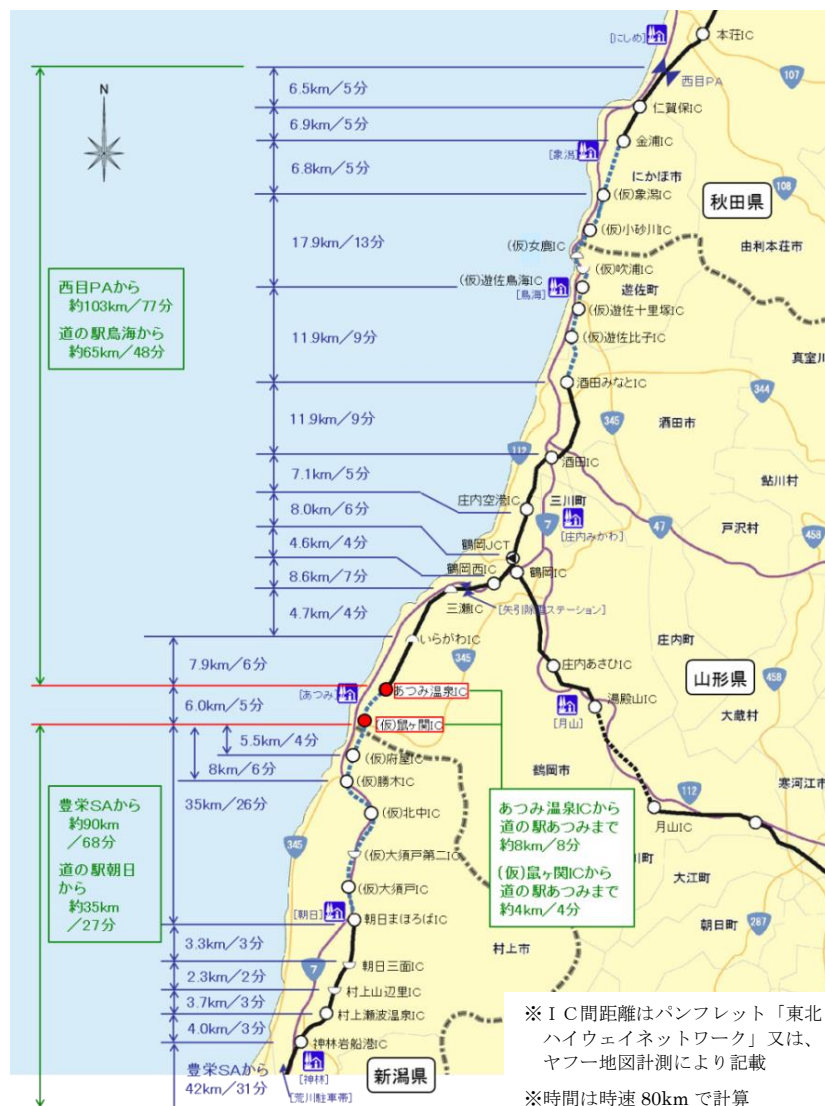 [にしめ]
本荘IC
西目PA
107
N
6.5km／5分
仁賀保IC
6.9km／5分
金浦IC
[象潟]
6.8km／5分
にかほ市
(仮)象潟IC
秋田県
108
(仮)小砂川IC
17.9km／13分
(仮)女鹿IC
由利本荘市
(仮)吹浦IC
(仮)遊佐鳥海IC
[鳥海]
遊佐町
西目PAから
約103km／77分
道の駅鳥海から
約65km／48分
(仮)遊佐十里塚IC
11.9km／9分
(仮)遊佐比子IC
真室川
酒田みなとIC
344
345
11.9km／9分
酒田市
112
酒田IC
7.1km／5分
鮎川村
庄内空港IC
三川町
8.0km／6分
7
47
戸沢村
[庄内みかわ]
458
4.6km／4分
鶴岡JCT
鶴岡西IC
鶴岡IC
8.6km／7分
三瀬IC
[矢引除雪ステーション]
4.7km／4分
庄内町
いらがわIC
345
7.9km／6分
庄内あさひIC
山形県
458
[あつみ]
あつみ温泉IC
6.0km／5分
湯殿山IC
[月山]
大蔵村
(仮)鼠ヶ関IC
5.5km／4分
(仮)府屋IC
8km／6分
鶴岡市
(仮)勝木IC
寒河江市
112
豊栄SAから
約90km
／68分
道の駅朝日
から
約35km
／27分
35km／26分
あつみ温泉ICから
道の駅あつみまで
約8km／8分
(仮)鼠ヶ関ICから
道の駅あつみまで
約4km／4分
(仮)北中IC
月山IC
345
(仮)大須戸第二IC
川町
大江町
(仮)大須戸IC
[朝日]
朝日まほろばIC
朝日町
287
3.3km／3分
村上市
7
朝日三面IC
2.3km／2分
村上山辺里IC
3.7km／3分
村上瀬波温泉IC
4.0km／3分
神林岩船港IC
豊栄SAから
42km／31分
[神林]
[荒川駐車帯]
新潟県
※ＩＣ間距離はパンフレット「東北
ハイウェイネットワーク」又は、
ヤフー地図計測により記載
※時間は時速 80km で計算